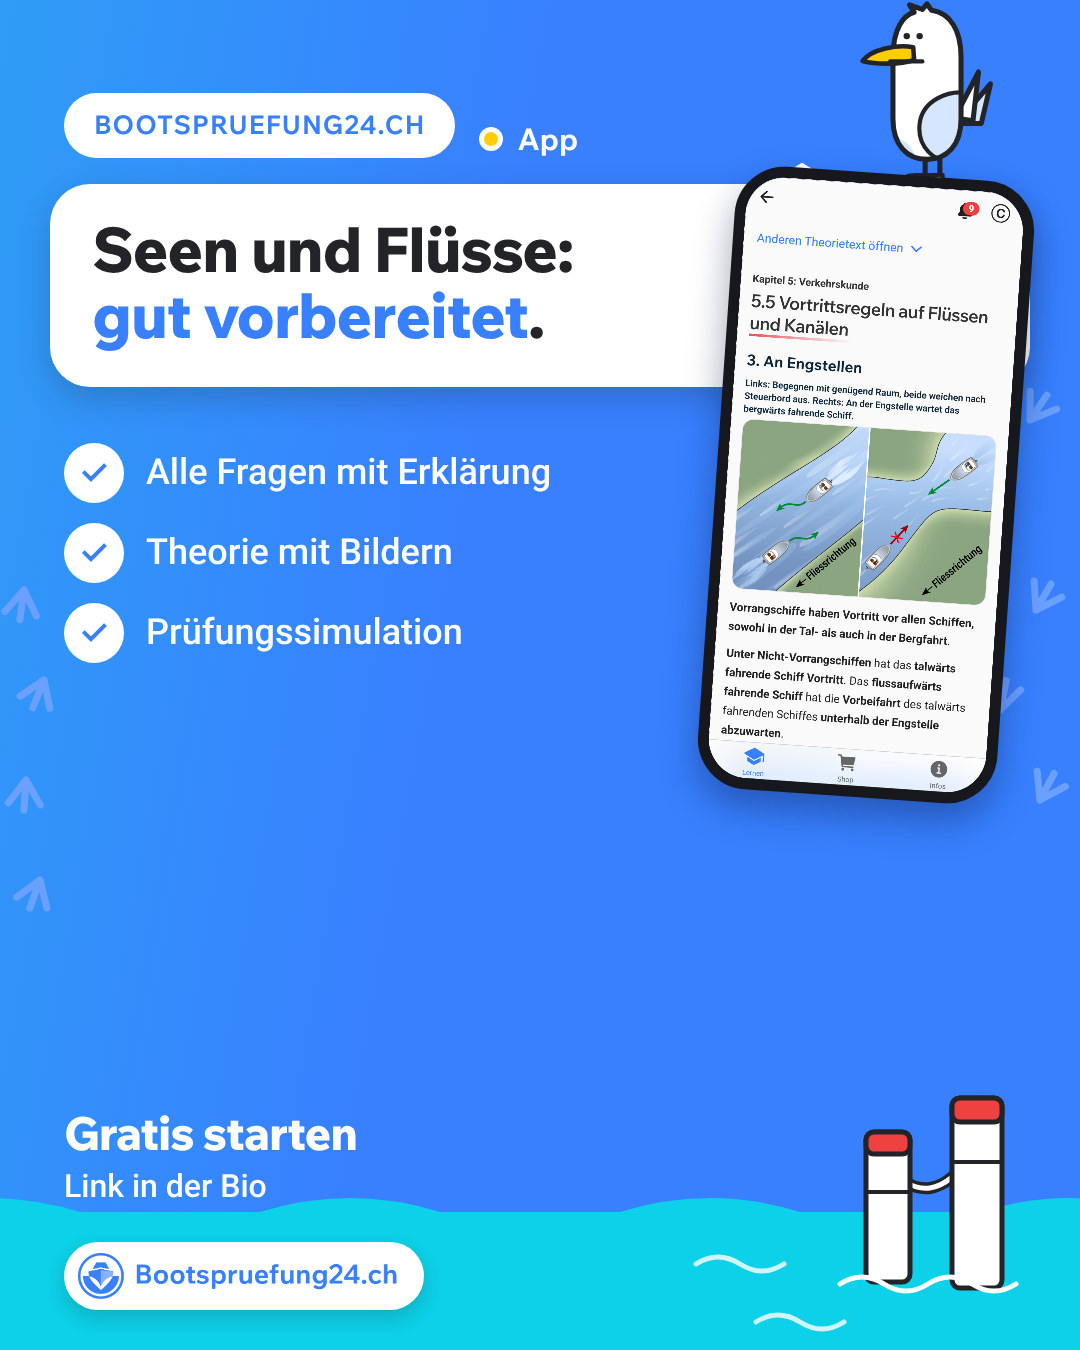 BOOTSPRUEFUNG24.CH
App
Seen und Flüsse:
gut vorbereitet.
Alle Fragen mit Erklärung
Theorie mit Bildern
Prüfungssimulation
9
C
Anderen Theorietext öffnen
Kapitel 5: Verkehrskunde
5.5 Vortrittsregeln auf Flüssen
und Kanälen
3. An Engstellen
Links: Begegnen mit genügend Raum, beide weichen nach
Steuerbord aus. Rechts: An der Engstelle wartet das
bergwärts fahrende Schiff.
Fliessrichtung
Fliessrichtung
Vorrangschiffe haben Vortritt vor allen Schiffen,
sowohl in der Tal- als auch in der Bergfahrt.
Unter Nicht-Vorrangschiffen hat das talwärts
fahrende Schiff Vortritt. Das flussaufwärts
fahrende Schiff hat die Vorbeifahrt des talwärts
fahrenden Schiffes unterhalb der Engstelle
abzuwarten.
Lernen
Shop
Infos
Gratis starten
Link in der Bio
Bootspruefung24.ch